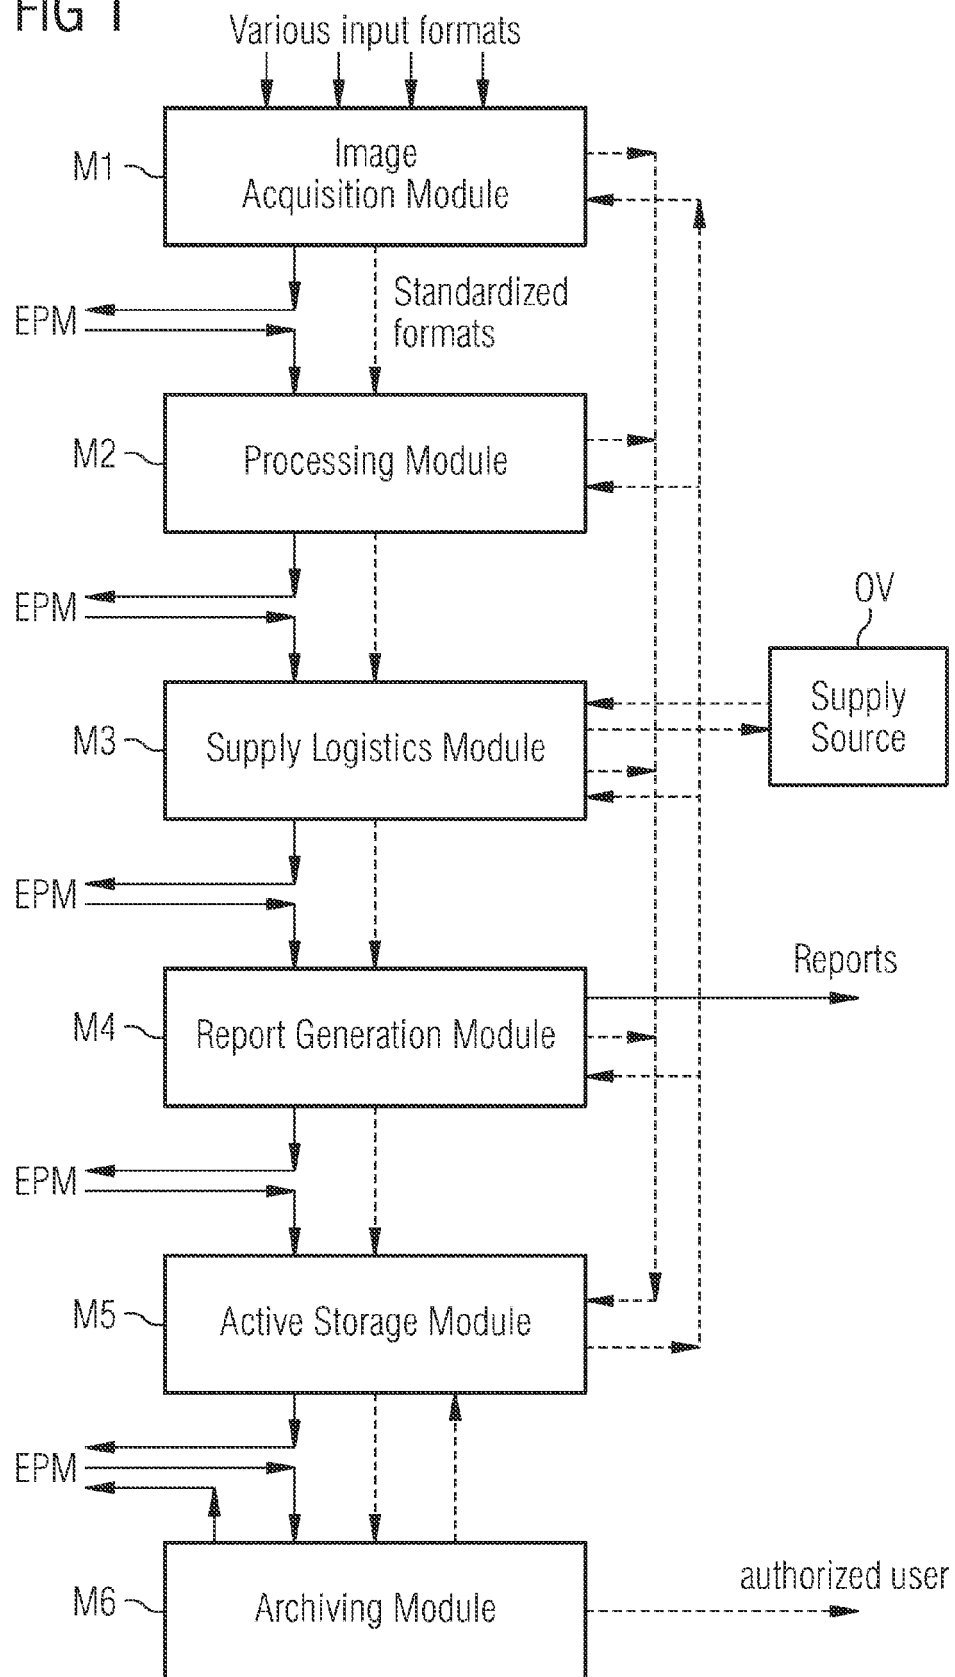 FIG 1
Various input formats
M1
Image
Acquisition Module
Standardized
formats
EPM
M2
Processing Module
EPM
OV
Supply
Source
M3
Supply Logistics Module
EPM
Reports
M4
Report Generation Module
EPM
M5
Active Storage Module
EPM
authorized user
M6
Archiving Module